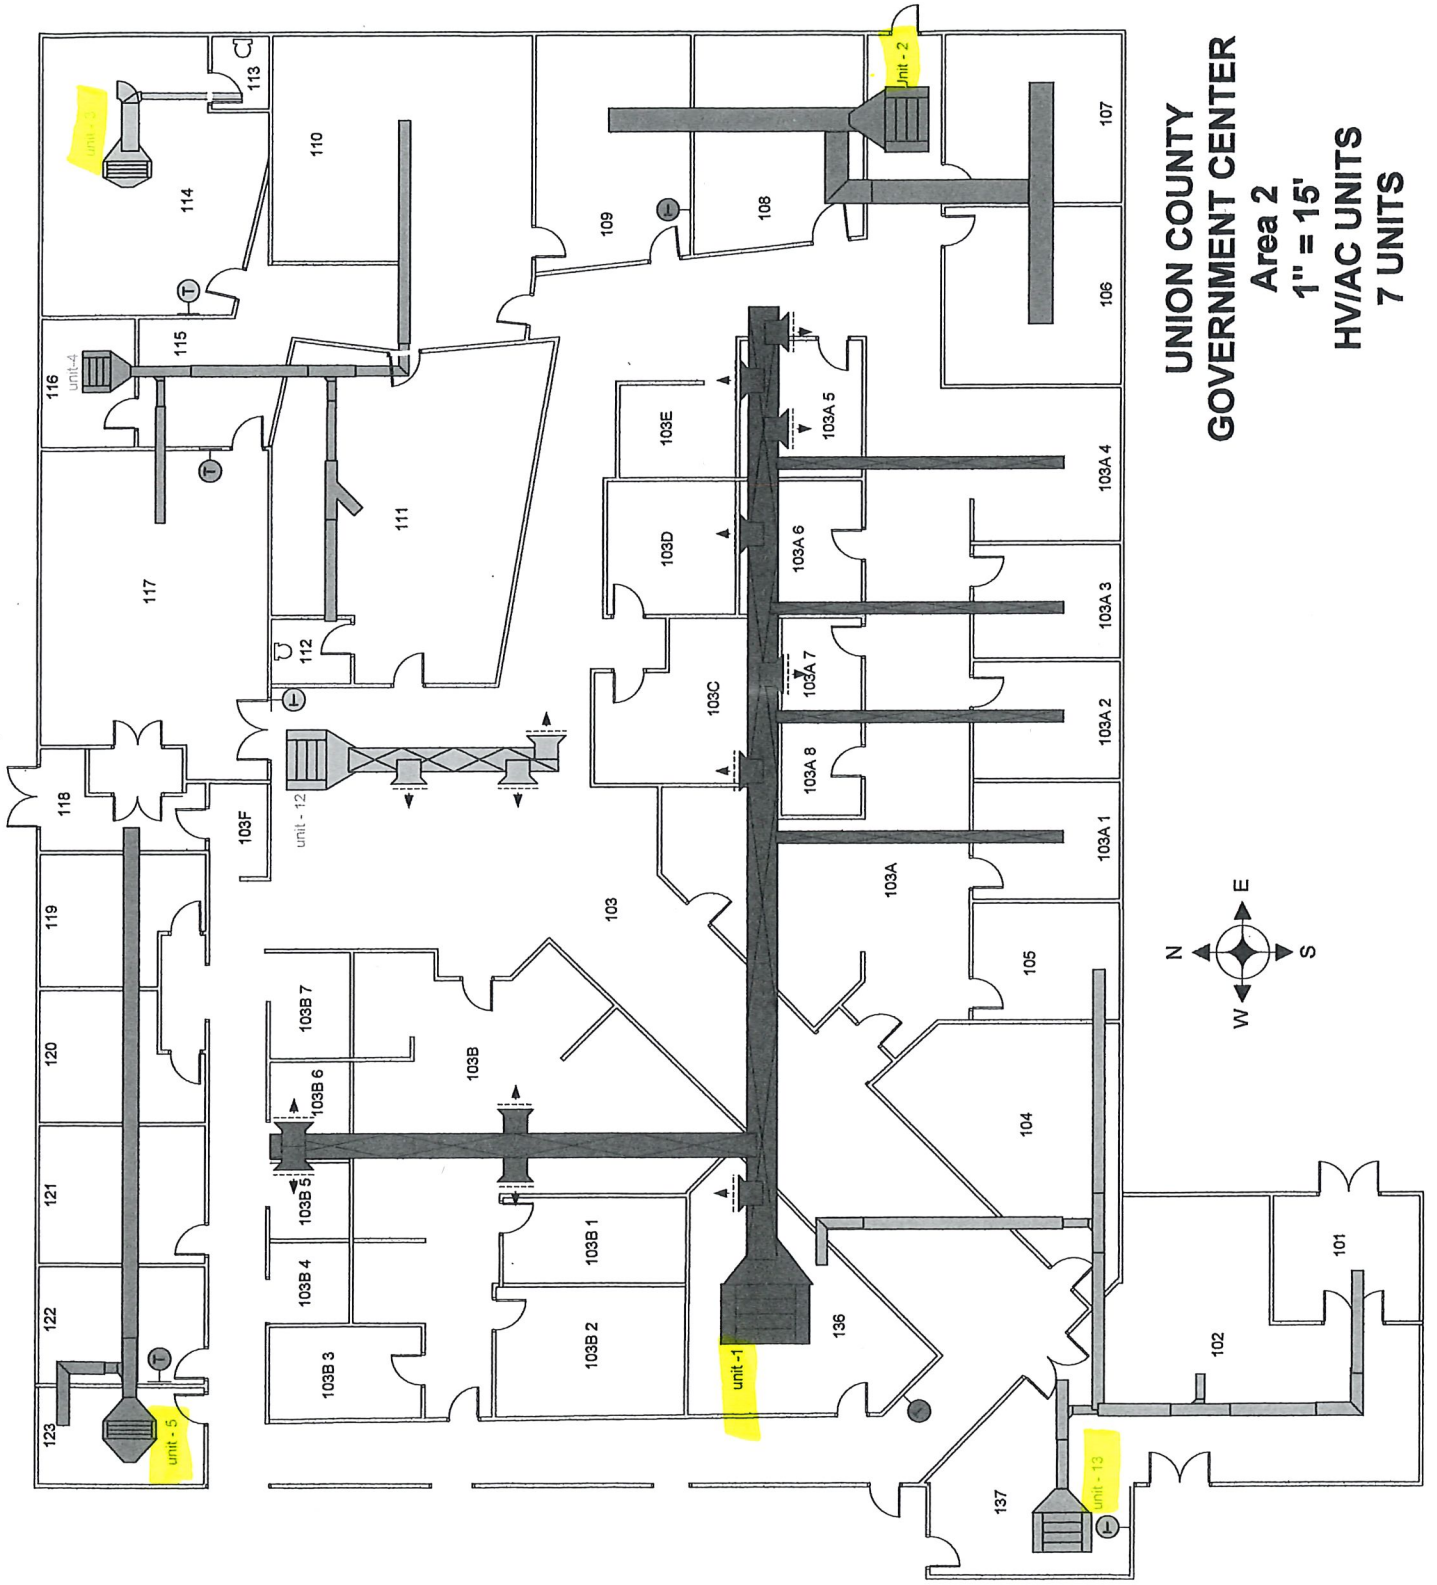 UNION COUNTY
GOVERNMENT CENTER
Area 2
1" = 15'
HV/AC UNITS
7 UNITS
N
W
E
S
unit - 3
113
114
110
109
108
Unit - 2
107
106
T
T
116
unit-4
115
111
103E
103A 5
103A 4
T
T
117
103D
103A 6
103A 3
112
T
103C
103A 7
103A 2
103A 8
118
103F
unit - 12
103
103A
103A 1
119
105
120
103B 7
103B
103B 6
104
121
103B 5
103B 1
101
122
103B 4
T
103B 3
103B 2
136
102
unit -1
123
unit - 5
137
unit - 13
T